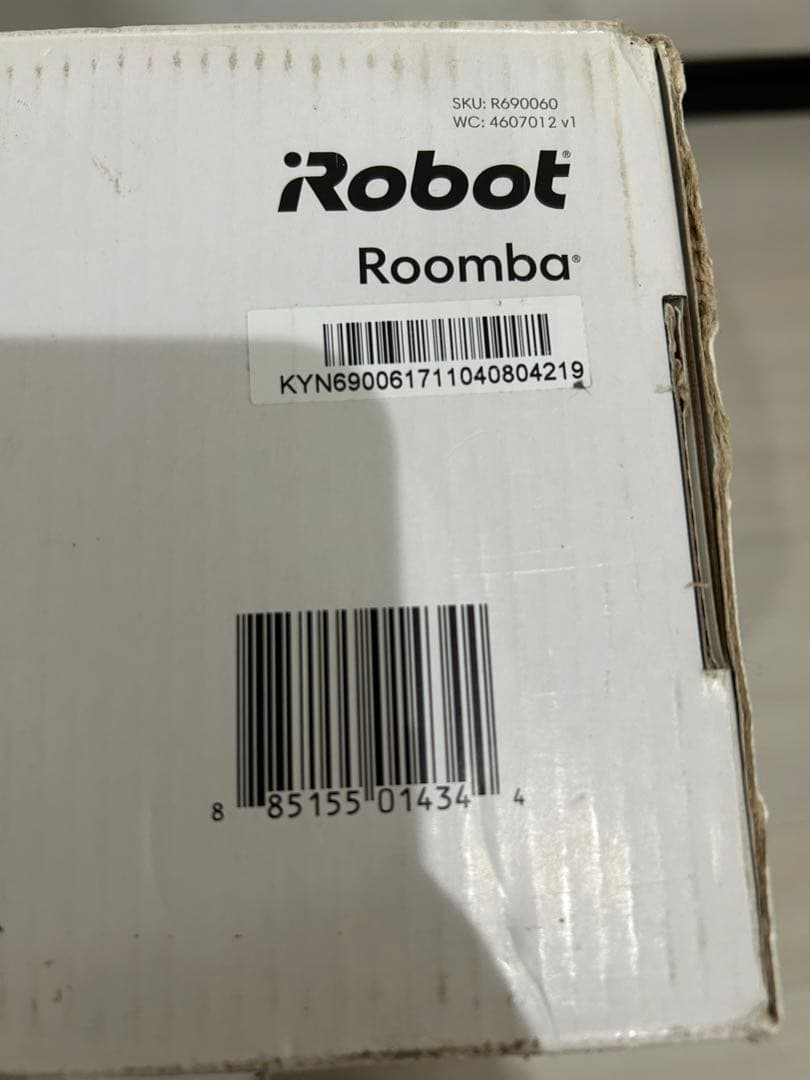 SKU: R690060
WC: 4607012 v1
iRobot®
Roomba®
KYN690061711040804219
8 85155 01434 4